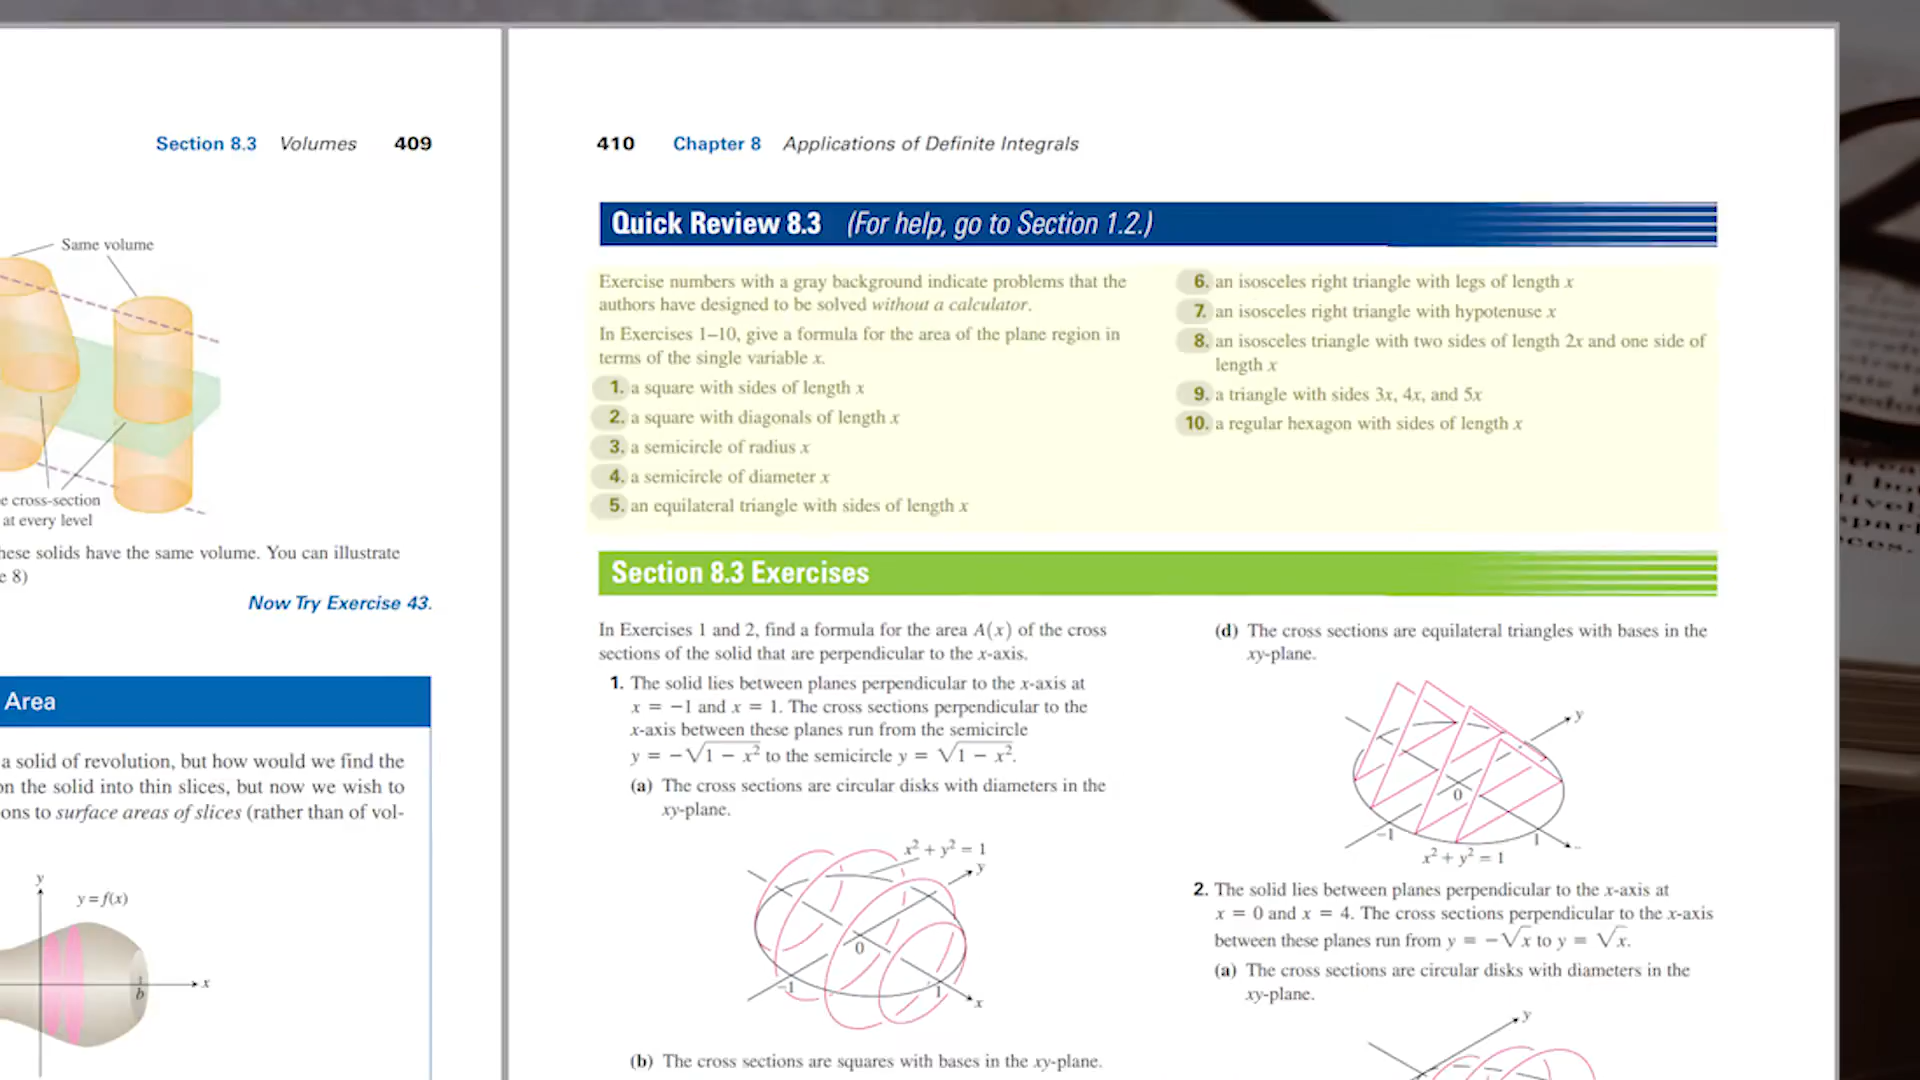 Section 8.3 Volumes 409
Same volume
cross-section
at every level
these solids have the same volume. You can illustrate
8)
Now Try Exercise 43.
Area
a solid of revolution, but how would we find the
on the solid into thin slices, but now we wish to
to surface areas of slices (rather than of vol-
y
y = f(x)
x
b
410 Chapter 8 Applications of Definite Integrals
Quick Review 8.3 (For help, go to Section 1.2.)
Exercise numbers with a gray background indicate problems that the
authors have designed to be solved without a calculator.
In Exercises 1–10, give a formula for the area of the plane region in
terms of the single variable x.
1. a square with sides of length x
2. a square with diagonals of length x
3. a semicircle of radius x
4. a semicircle of diameter x
5. an equilateral triangle with sides of length x
6. an isosceles right triangle with legs of length x
7. an isosceles right triangle with hypotenuse x
8. an isosceles triangle with two sides of length 2x and one side of
length x
9. a triangle with sides 3x, 4x, and 5x
10. a regular hexagon with sides of length x
Section 8.3 Exercises
In Exercises 1 and 2, find a formula for the area A(x) of the cross
sections of the solid that are perpendicular to the x-axis.
1. The solid lies between planes perpendicular to the x-axis at
x = −1 and x = 1. The cross sections perpendicular to the
x-axis between these planes run from the semicircle
y = −√(1 − x²) to the semicircle y = √(1 − x²).
(a) The cross sections are circular disks with diameters in the
xy-plane.
x² + y² = 1
y
0
−1
1
x
(b) The cross sections are squares with bases in the xy-plane.
(d) The cross sections are equilateral triangles with bases in the
xy-plane.
y
0
−1
1
x² + y² = 1
2. The solid lies between planes perpendicular to the x-axis at
x = 0 and x = 4. The cross sections perpendicular to the x-axis
between these planes run from y = −√x to y = √x.
(a) The cross sections are circular disks with diameters in the
xy-plane.
y